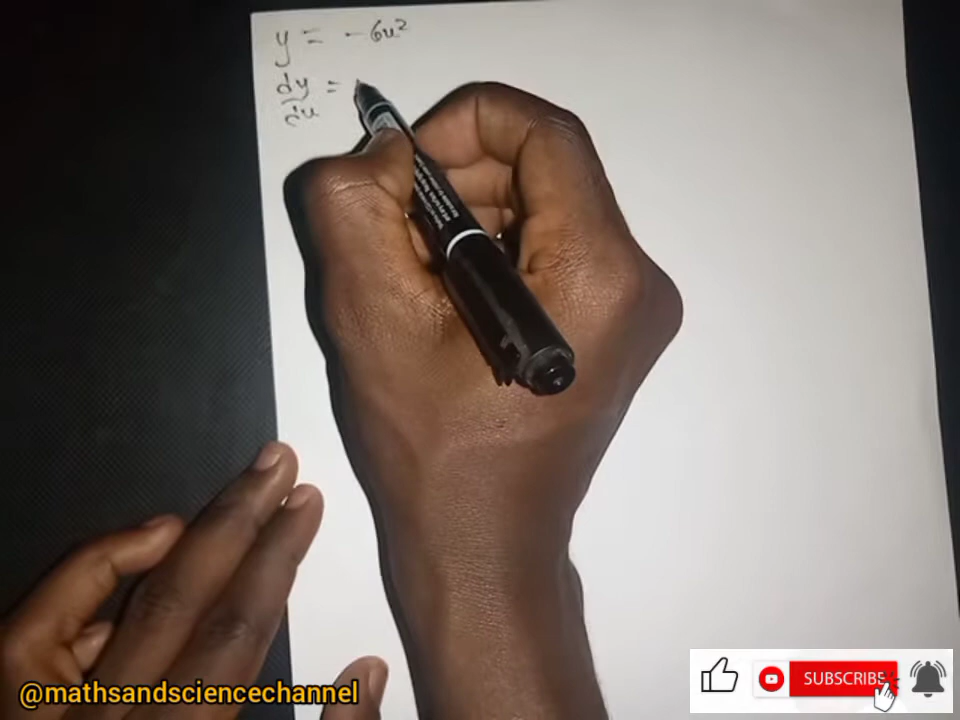 y = -6u²
dy/du =
@mathsandsciencechannel
SUBSCRIBE